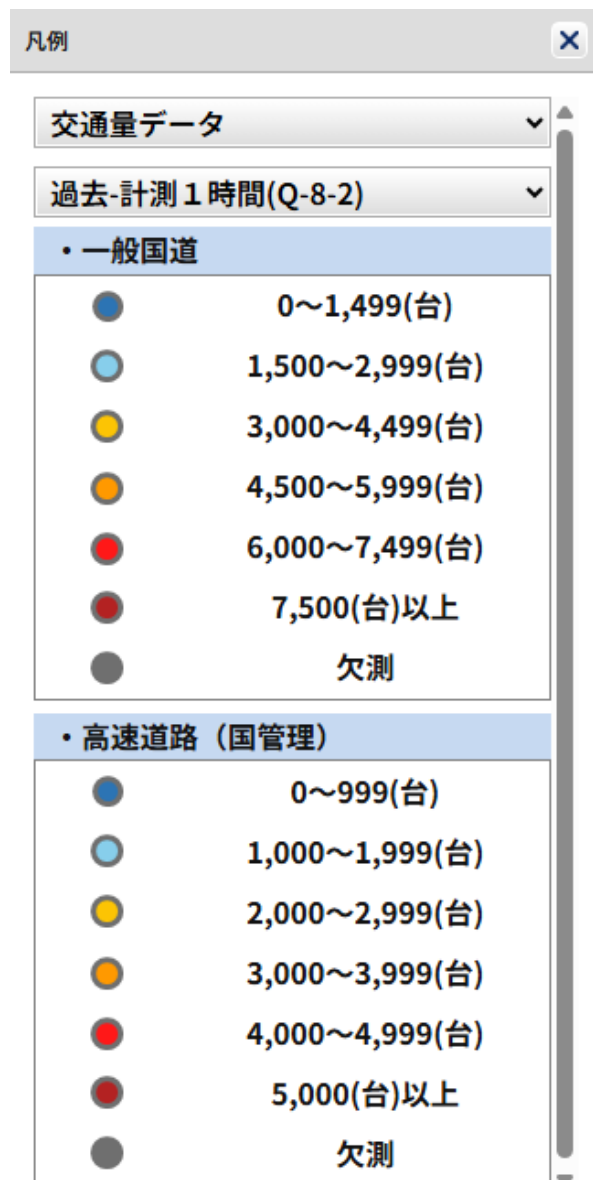 凡例
交通量データ
過去-計測１時間(Q-8-2)
・一般国道
0～1,499(台)
1,500～2,999(台)
3,000～4,499(台)
4,500～5,999(台)
6,000～7,499(台)
7,500(台)以上
欠測
・高速道路（国管理）
0～999(台)
1,000～1,999(台)
2,000～2,999(台)
3,000～3,999(台)
4,000～4,999(台)
5,000(台)以上
欠測